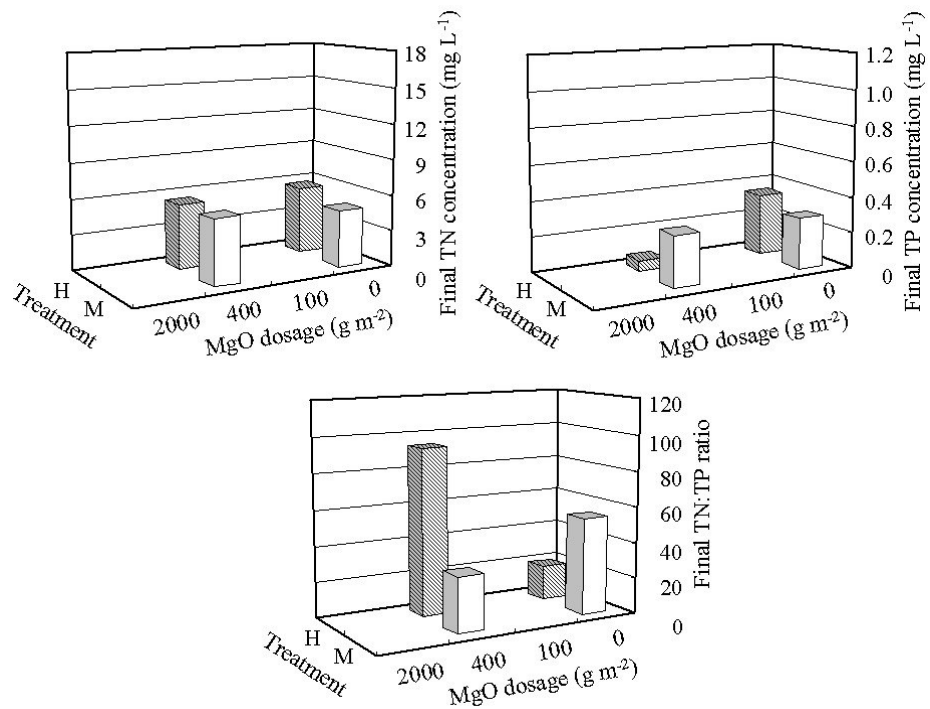 18
15
12
9
6
3
0
Final TN concentration (mg L-1)
H
M
Treatment
2000
400
100
0
MgO dosage (g m-2)
1.2
1.0
0.8
0.6
0.4
0.2
0
Final TP concentration (mg L-1)
H
M
Treatment
2000
400
100
0
MgO dosage (g m-2)
120
100
80
60
40
20
0
Final TN:TP ratio
H
M
Treatment
2000
400
100
0
MgO dosage (g m-2)